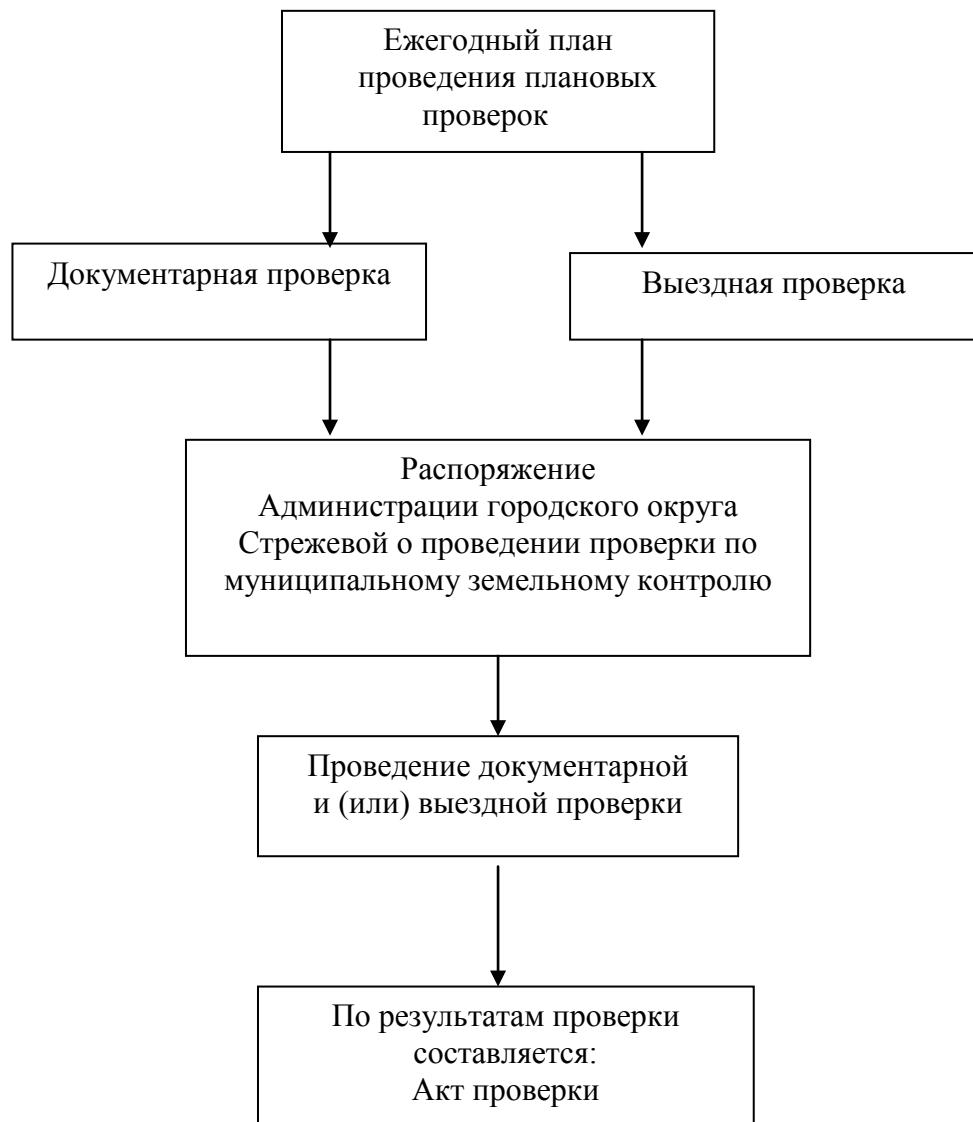 Ежегодный план
проведения плановых
проверок
Документарная проверка
Выездная проверка
Распоряжение
Администрации городского округа
Стрежевой о проведении проверки по
муниципальному земельному контролю
Проведение документарной
и (или) выездной проверки
По результатам проверки
составляется:
Акт проверки